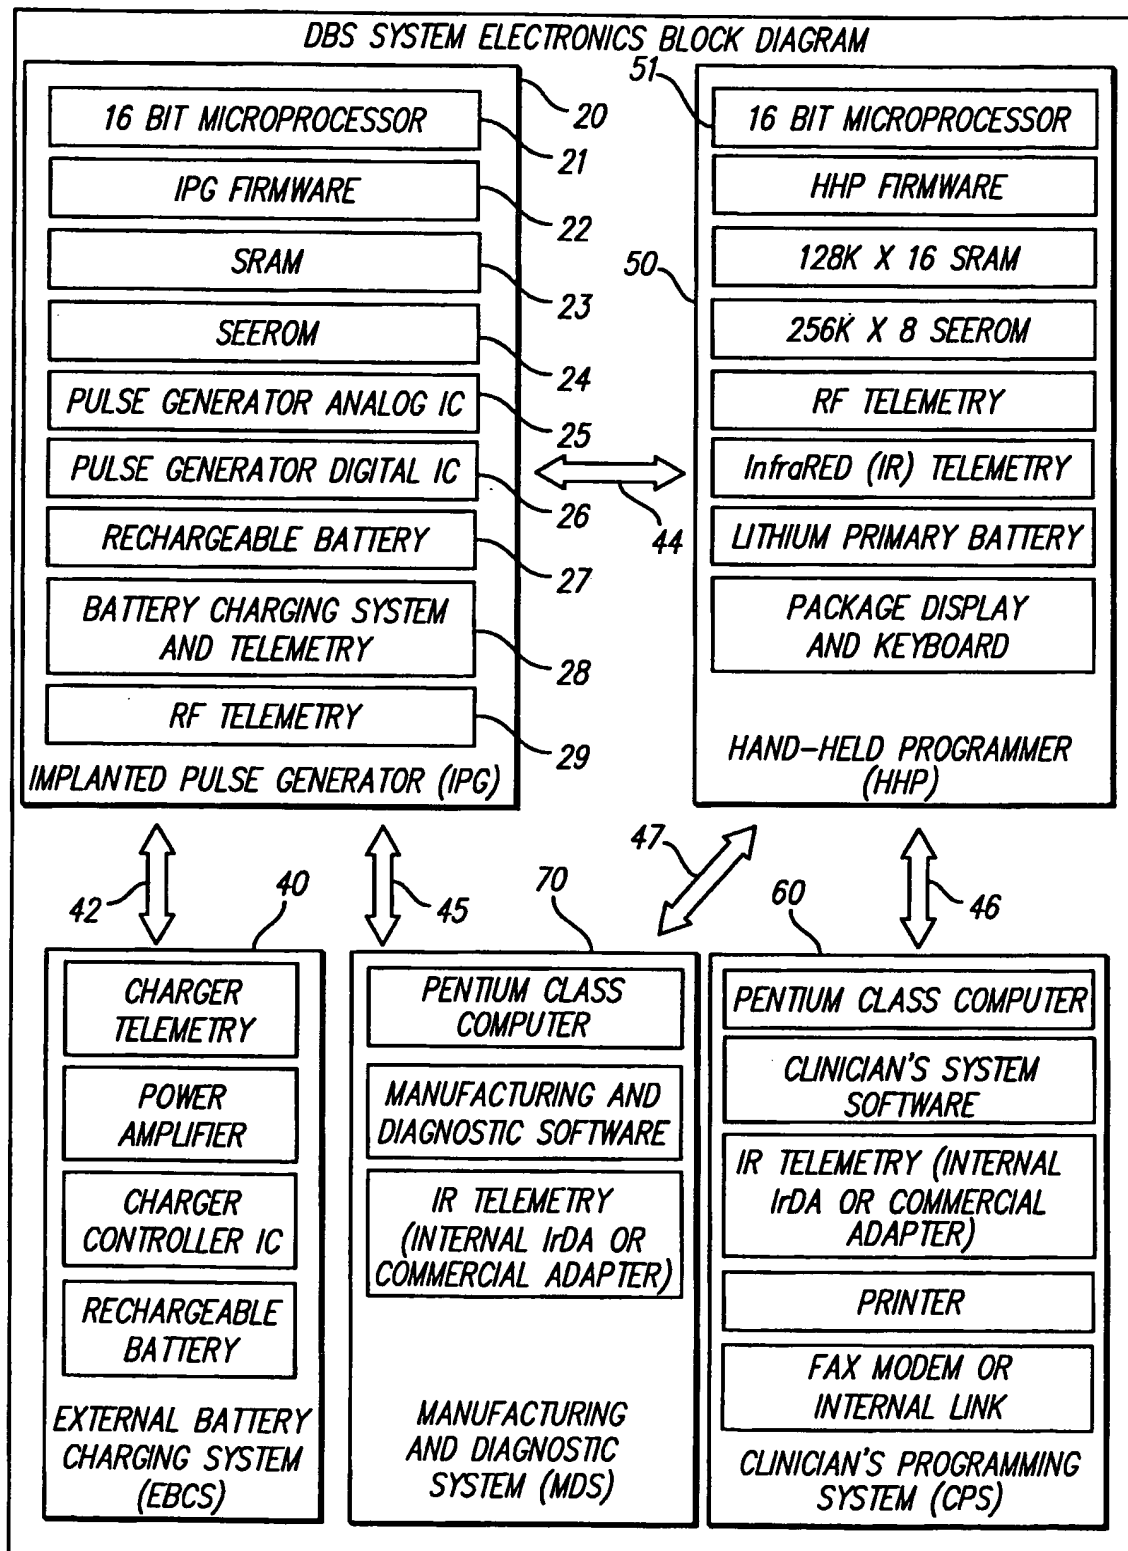 DBS SYSTEM ELECTRONICS BLOCK DIAGRAM
20
16 BIT MICROPROCESSOR
21
IPG FIRMWARE
22
SRAM
23
SEEROM
24
PULSE GENERATOR ANALOG IC
25
PULSE GENERATOR DIGITAL IC
26
RECHARGEABLE BATTERY
27
BATTERY CHARGING SYSTEM
AND TELEMETRY
28
RF TELEMETRY
29
IMPLANTED PULSE GENERATOR (IPG)
44
51
16 BIT MICROPROCESSOR
HHP FIRMWARE
50
128K X 16 SRAM
256K X 8 SEEROM
RF TELEMETRY
InfraRED (IR) TELEMETRY
LITHIUM PRIMARY BATTERY
PACKAGE DISPLAY
AND KEYBOARD
HAND-HELD PROGRAMMER
(HHP)
42
40
45
70
47
60
46
CHARGER
TELEMETRY
POWER
AMPLIFIER
CHARGER
CONTROLLER IC
RECHARGEABLE
BATTERY
EXTERNAL BATTERY
CHARGING SYSTEM
(EBCS)
PENTIUM CLASS
COMPUTER
MANUFACTURING AND
DIAGNOSTIC SOFTWARE
IR TELEMETRY
(INTERNAL IrDA OR
COMMERCIAL ADAPTER)
MANUFACTURING
AND DIAGNOSTIC
SYSTEM (MDS)
PENTIUM CLASS COMPUTER
CLINICIAN'S SYSTEM
SOFTWARE
IR TELEMETRY (INTERNAL
IrDA OR COMMERCIAL
ADAPTER)
PRINTER
FAX MODEM OR
INTERNAL LINK
CLINICIAN'S PROGRAMMING
SYSTEM (CPS)